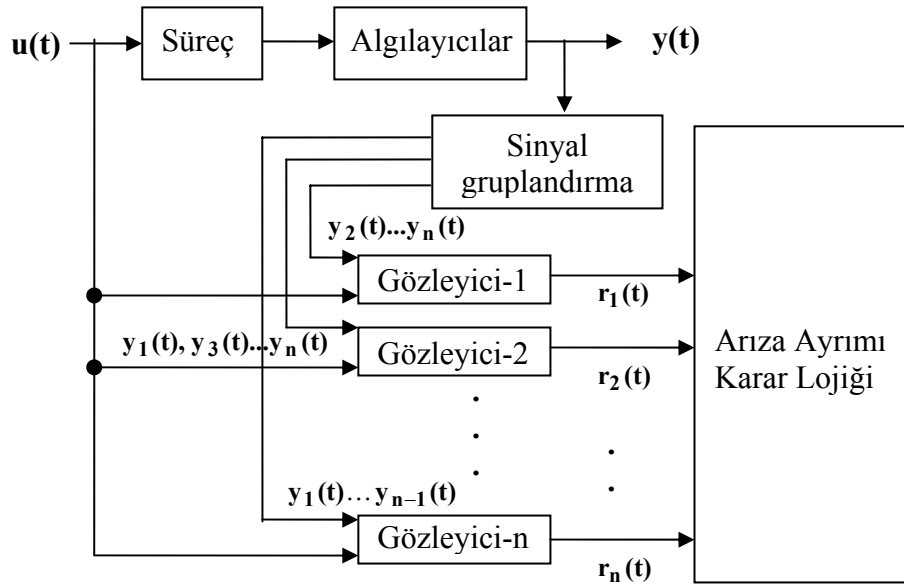 u(t)
Süreç
Algılayıcılar
y(t)
Sinyal
gruplandırma
y₂(t)...yₙ(t)
Gözleyici-1
r₁(t)
y₁(t), y₃(t)...yₙ(t)
Gözleyici-2
r₂(t)
Arıza Ayrımı
Karar Lojiği
y₁(t)...yₙ₋₁(t)
Gözleyici-n
rₙ(t)